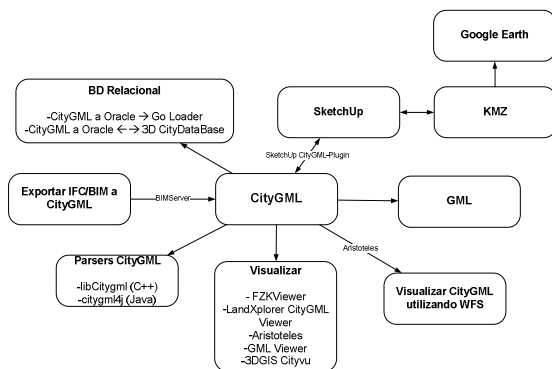 Google Earth
BD Relacional
-CityGML a Oracle → Go Loader
-CityGML a Oracle ←→ 3D CityDataBase
SketchUp
KMZ
SketchUp CityGML-Plugin
Exportar IFC/BIM a
CityGML
BIMServer
CityGML
GML
Aristoteles
Parsers CityGML
-libCitygml (C++)
-citygml4j (Java)
Visualizar
- FZKViewer
-LandXplorer CityGML
Viewer
-Aristoteles
-GML Viewer
-3DGIS Cityvu
Visualizar CityGML
utilizando WFS